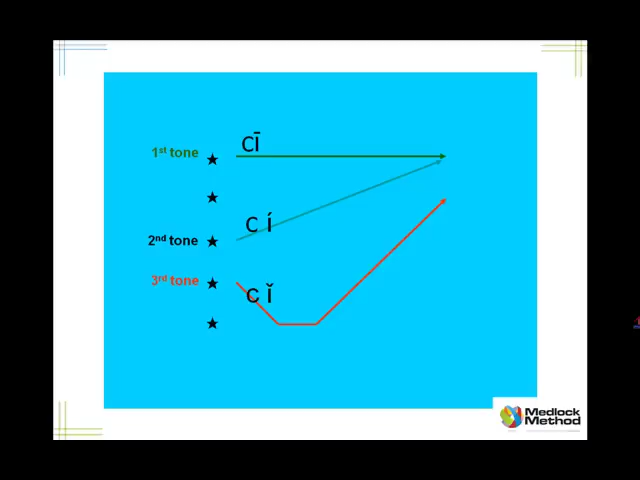 cī
1st tone
c í
2nd tone
3rd tone
c ǐ
Medlock
Method